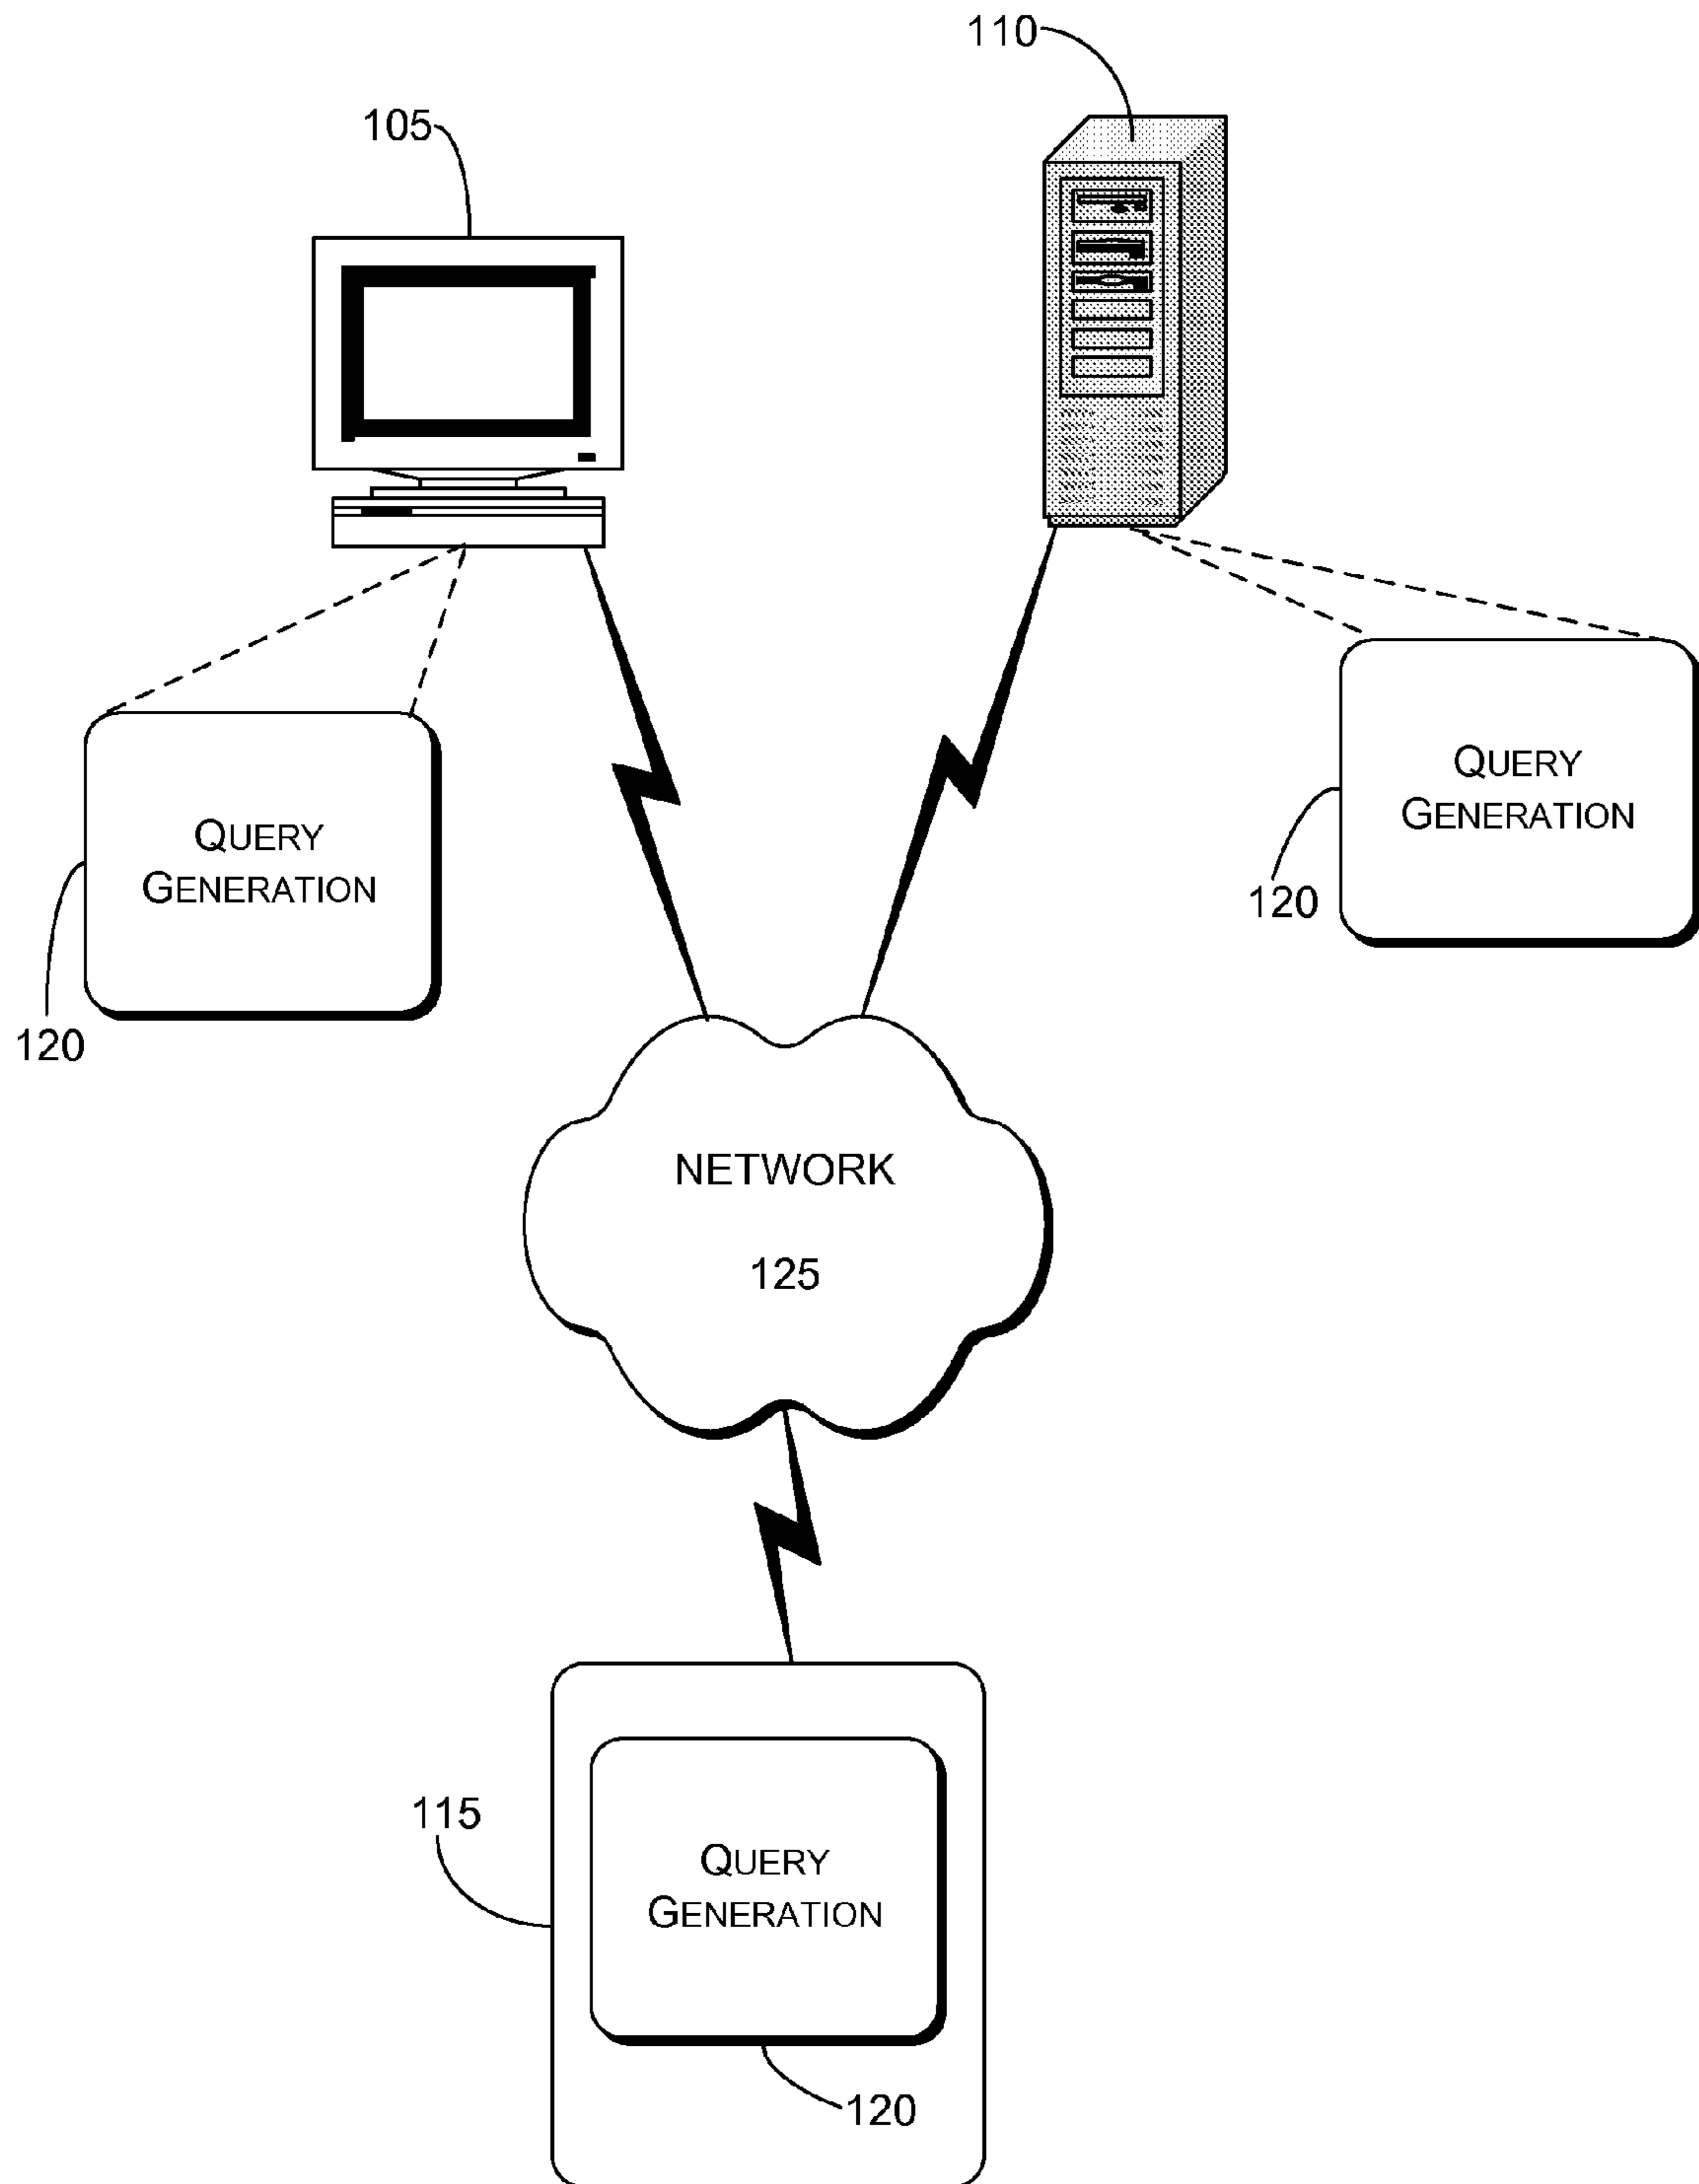 110
105
QUERY
GENERATION
120
QUERY
GENERATION
120
NETWORK
125
115
QUERY
GENERATION
120